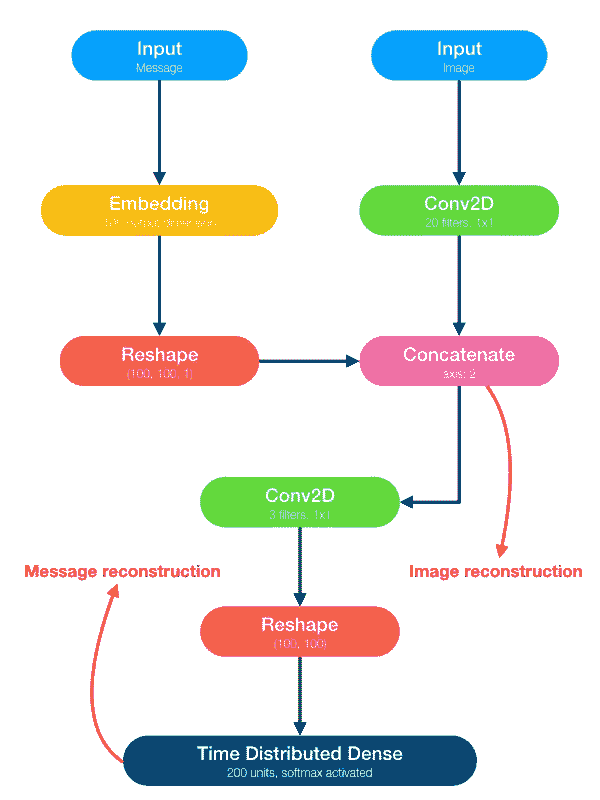 Input
Message
Input
Image
Embedding
Conv2D
20 filters, 1x1
Reshape
(100, 100, 1)
Concatenate
axis: 2
Conv2D
3 filters, 1x1
Message reconstruction
Image reconstruction
Reshape
(100, 100)
Time Distributed Dense
200 units, softmax activated